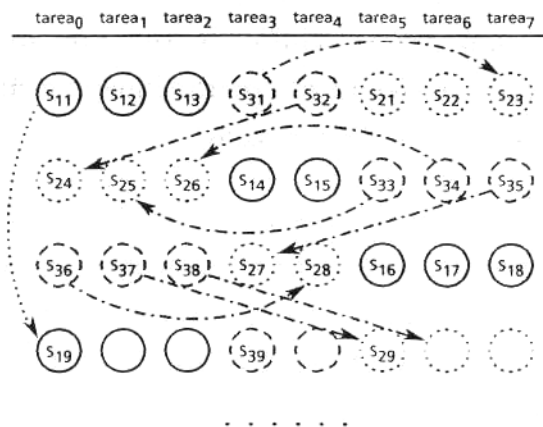 tarea0 tarea1 tarea2 tarea3 tarea4 tarea5 tarea6 tarea7
S11 S12 S13 S31 S32 S21 S22 S23
S24 S25 S26 S14 S15 S33 S34 S35
S36 S37 S38 S27 S28 S16 S17 S18
S19 S39 S29
. . . . . .